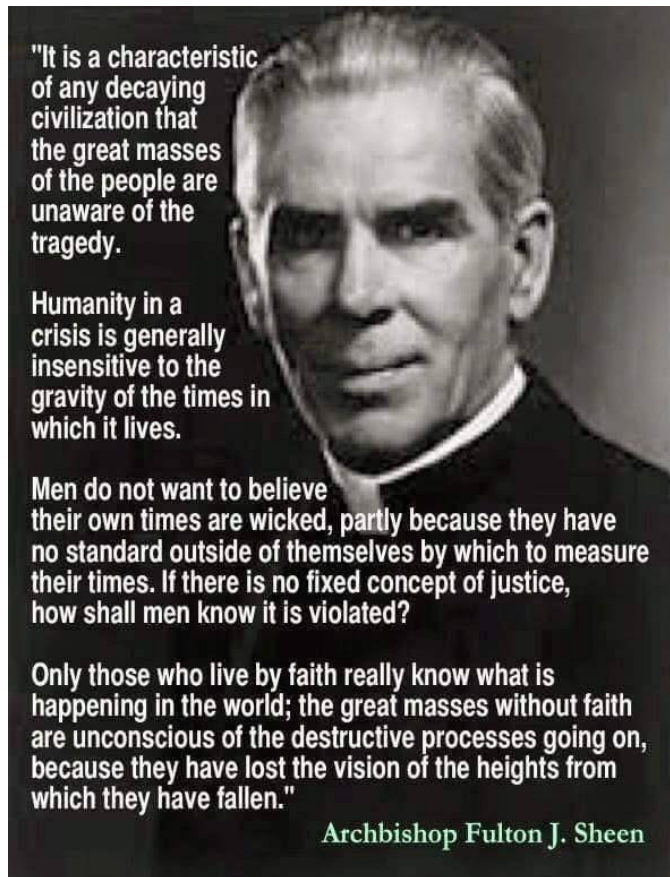 "It is a characteristic
of any decaying
civilization that
the great masses
of the people are
unaware of the
tragedy.
Humanity in a
crisis is generally
insensitive to the
gravity of the times in
which it lives.
Men do not want to believe
their own times are wicked, partly because they have
no standard outside of themselves by which to measure
their times. If there is no fixed concept of justice,
how shall men know it is violated?
Only those who live by faith really know what is
happening in the world; the great masses without faith
are unconscious of the destructive processes going on,
because they have lost the vision of the heights from
which they have fallen."
Archbishop Fulton J. Sheen